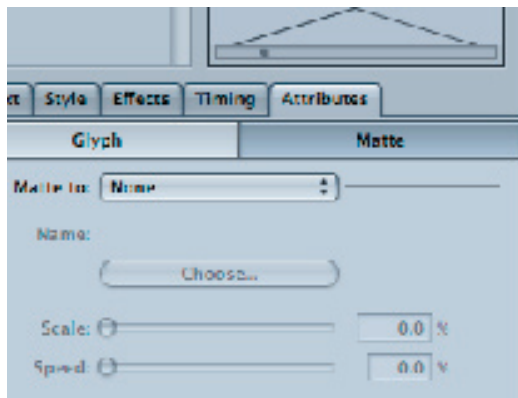 Style Effects Timing Attributes
Glyph Matte
Matte to: None
Name:
Choose...
Scale: 0.0 %
Speed: 0.0 %